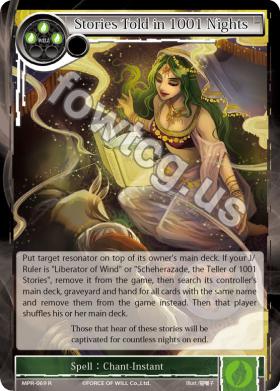 Stories Told in 1001 Nights
WILL
fowtcg.us
Put target resonator on top of its owner's main deck. If your J/
Ruler is "Liberator of Wind" or "Scheherazade, the Teller of 1001
Stories", remove it from the game, then search its controller's
main deck, graveyard and hand for all cards with the same name
and remove them from the game instead. Then that player
shuffles his or her main deck.
Those that hear of these stories will be
captivated for countless nights on end.
Spell : Chant-Instant
MPR-069 R ©FORCE OF WILL Co.,Ltd. Illust/